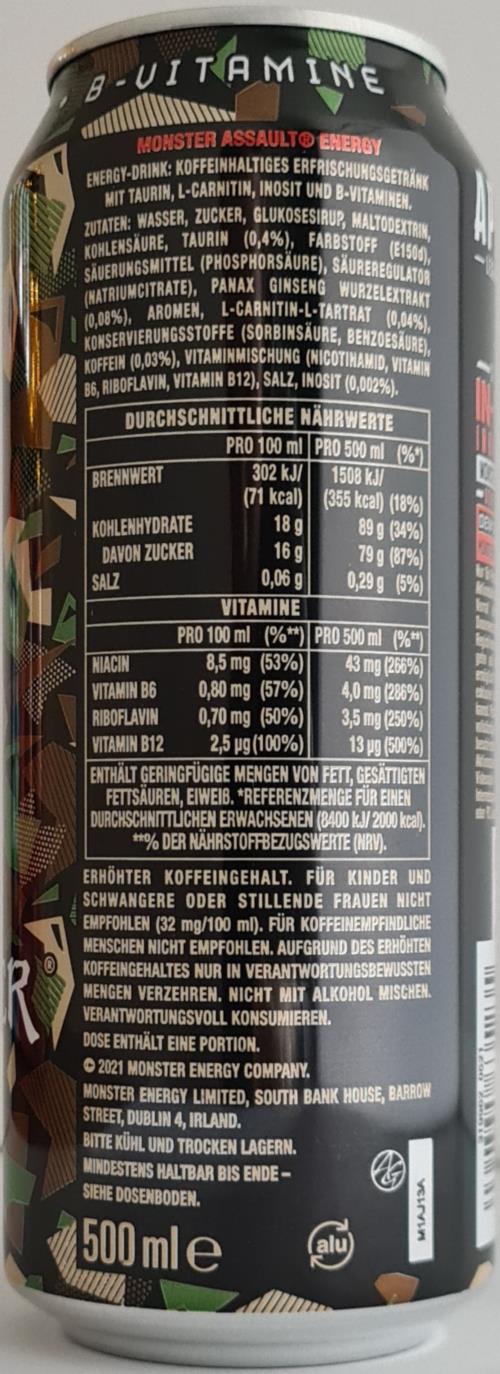 B-VITAMINE
MONSTER ASSAULT® ENERGY
ENERGY-DRINK: KOFFEINHALTIGES ERFRISCHUNGSGETRÄNK
MIT TAURIN, L-CARNITIN, INOSIT UND B-VITAMINEN.
ZUTATEN: WASSER, ZUCKER, GLUKOSESIRUP, MALTODEXTRIN,
KOHLENSÄURE, TAURIN (0,4%), FARBSTOFF (E150d),
SÄUERUNGSMITTEL (PHOSPHORSÄURE), SÄUREREGULATOR
(NATRIUMCITRATE), PANAX GINSENG WURZELEXTRAKT
(0,08%), AROMEN, L-CARNITIN-L-TARTRAT (0,04%),
KONSERVIERUNGSSTOFFE (SORBINSÄURE, BENZOESÄURE),
KOFFEIN (0,03%), VITAMINMISCHUNG (NICOTINAMID, VITAMIN
B6, RIBOFLAVIN, VITAMIN B12), SALZ, INOSIT (0,002%).
DURCHSCHNITTLICHE NÄHRWERTE
PRO 100 ml PRO 500 ml (%*)
BRENNWERT 302 kJ/ 1508 kJ/
(71 kcal) (355 kcal) (18%)
KOHLENHYDRATE 18 g 89 g (34%)
DAVON ZUCKER 16 g 79 g (87%)
SALZ 0,06 g 0,29 g (5%)
VITAMINE
PRO 100 ml (%**) PRO 500 ml (%**)
NIACIN 8,5 mg (53%) 43 mg (266%)
VITAMIN B6 0,80 mg (57%) 4,0 mg (286%)
RIBOFLAVIN 0,70 mg (50%) 3,5 mg (250%)
VITAMIN B12 2,5 µg (100%) 13 µg (500%)
ENTHÄLT GERINGFÜGIGE MENGEN VON FETT, GESÄTTIGTEN
FETTSÄUREN, EIWEIß. *REFERENZMENGE FÜR EINEN
DURCHSCHNITTLICHEN ERWACHSENEN (8400 kJ/ 2000 kcal).
**% DER NÄHRSTOFFBEZUGSWERTE (NRV).
ERHÖHTER KOFFEINGEHALT. FÜR KINDER UND
SCHWANGERE ODER STILLENDE FRAUEN NICHT
EMPFOHLEN (32 mg/100 ml). FÜR KOFFEINEMPFINDLICHE
MENSCHEN NICHT EMPFOHLEN. AUFGRUND DES ERHÖHTEN
KOFFEINGEHALTES NUR IN VERANTWORTUNGSBEWUSSTEN
MENGEN VERZEHREN. NICHT MIT ALKOHOL MISCHEN.
VERANTWORTUNGSVOLL KONSUMIEREN.
DOSE ENTHÄLT EINE PORTION.
© 2021 MONSTER ENERGY COMPANY.
MONSTER ENERGY LIMITED, SOUTH BANK HOUSE, BARROW
STREET, DUBLIN 4, IRLAND.
BITTE KÜHL UND TROCKEN LAGERN.
MINDESTENS HALTBAR BIS ENDE –
SIEHE DOSENBODEN.
500 ml e
alu
M1AJ13A
R®